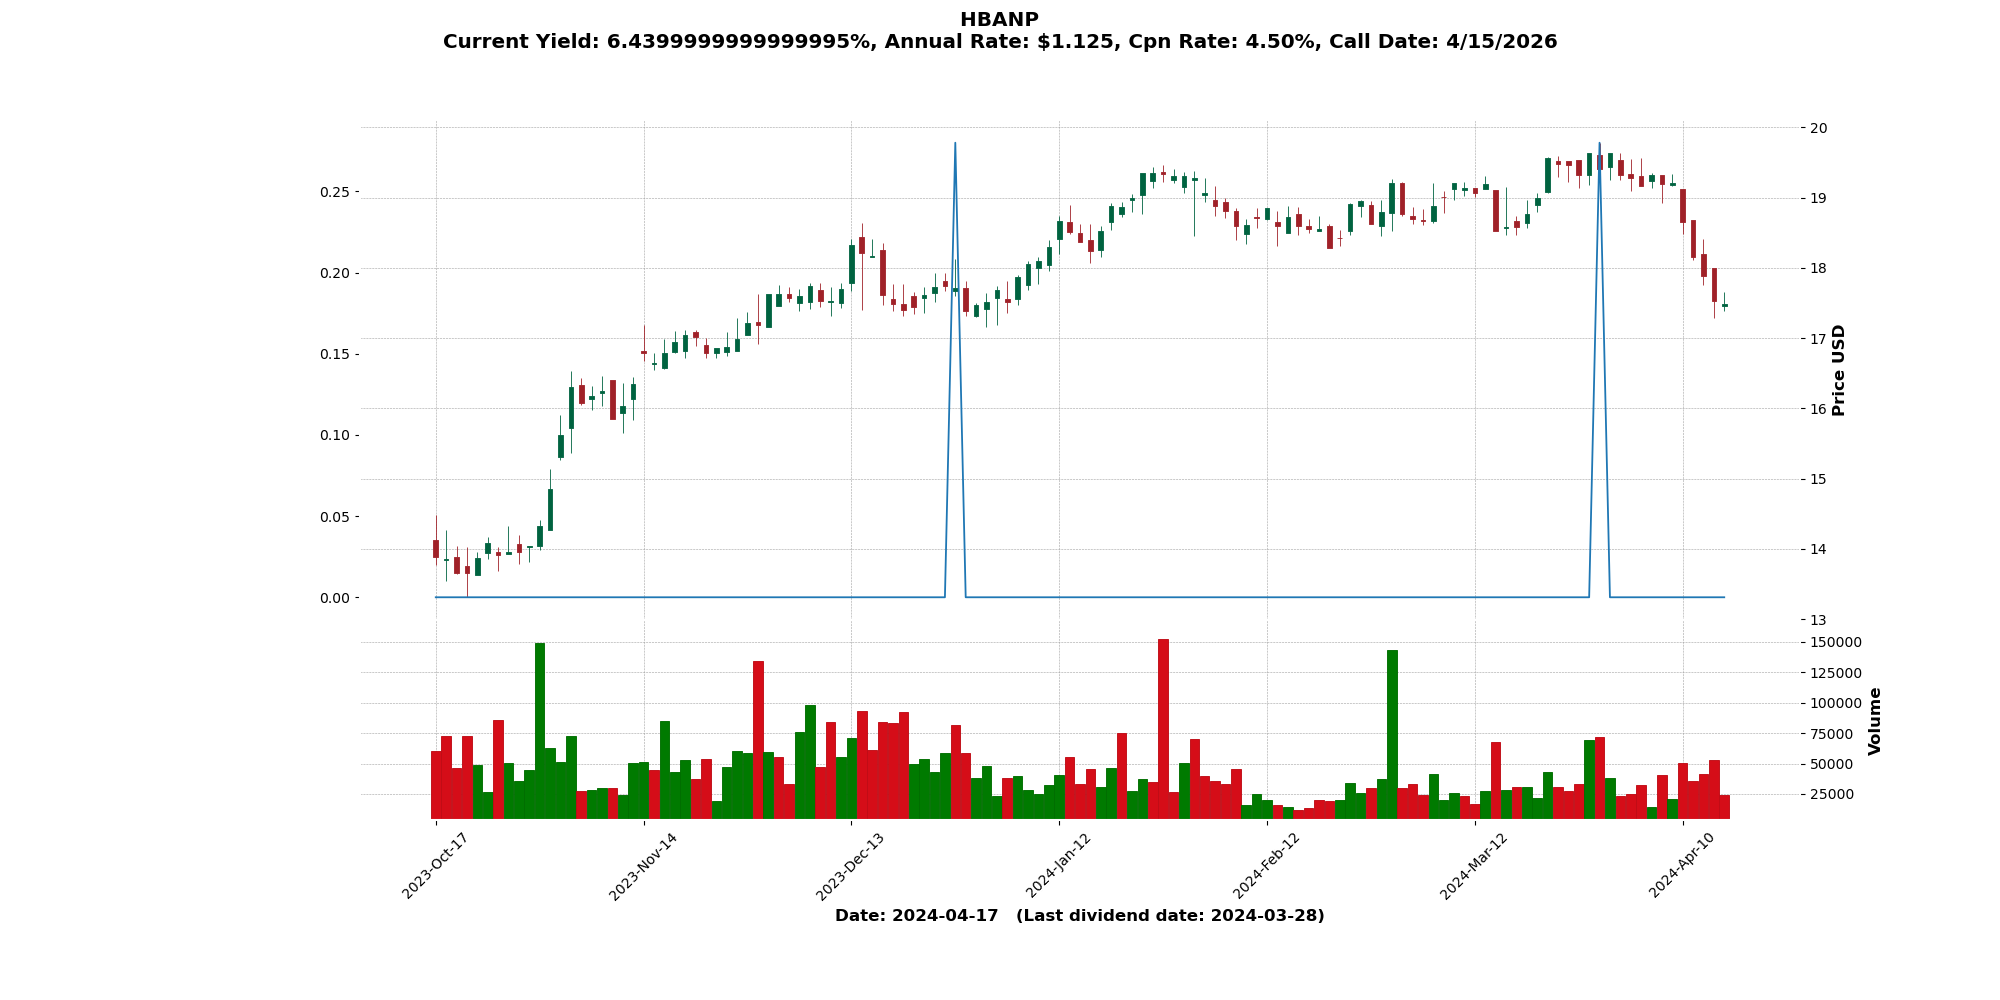 HBANP
Current Yield: 6.4399999999999995%, Annual Rate: $1.125, Cpn Rate: 4.50%, Call Date: 4/15/2026
0.25
0.20
0.15
0.10
0.05
0.00
20
19
18
17
16
15
14
13
Price USD
150000
125000
100000
75000
50000
25000
Volume
2023-Oct-17
2023-Nov-14
2023-Dec-13
2024-Jan-12
2024-Feb-12
2024-Mar-12
2024-Apr-10
Date: 2024-04-17 (Last dividend date: 2024-03-28)